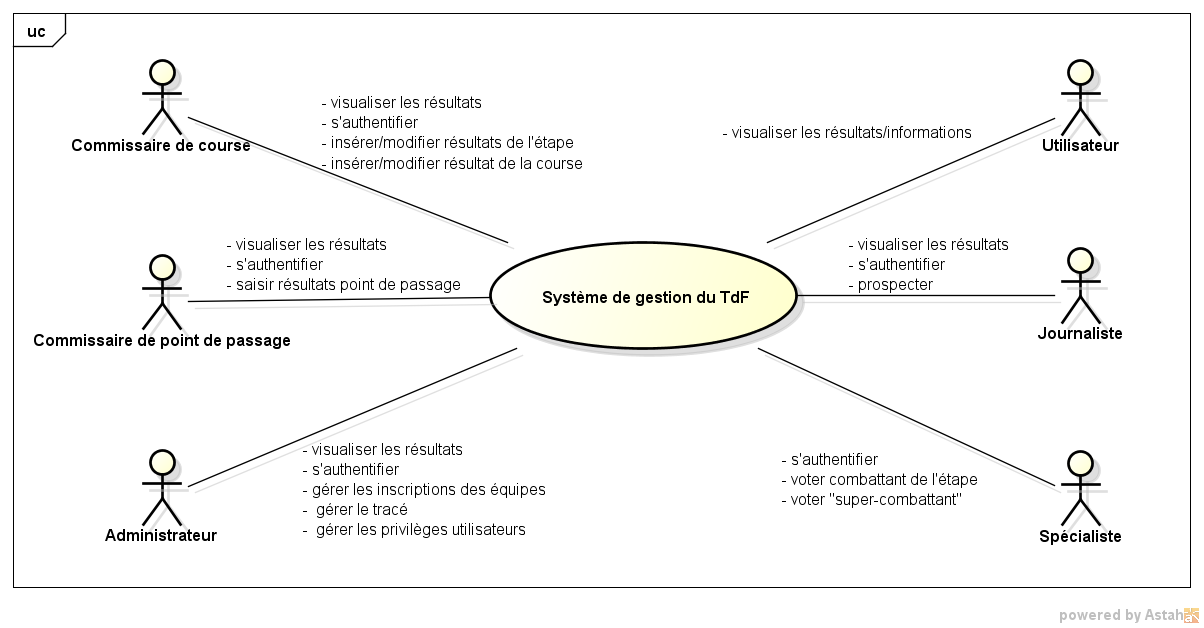 uc
- visualiser les résultats
- s'authentifier
- insérer/modifier résultats de l'étape
- insérer/modifier résultat de la course
Commissaire de course
- visualiser les résultats/informations
Utilisateur
- visualiser les résultats
- s'authentifier
- saisir résultats point de passage
Commissaire de point de passage
Système de gestion du TdF
- visualiser les résultats
- s'authentifier
- prospecter
Journaliste
- visualiser les résultats
- s'authentifier
- gérer les inscriptions des équipes
- gérer le tracé
- gérer les privilèges utilisateurs
Administrateur
- s'authentifier
- voter combattant de l'étape
- voter "super-combattant"
Spécialiste
powered by Astah